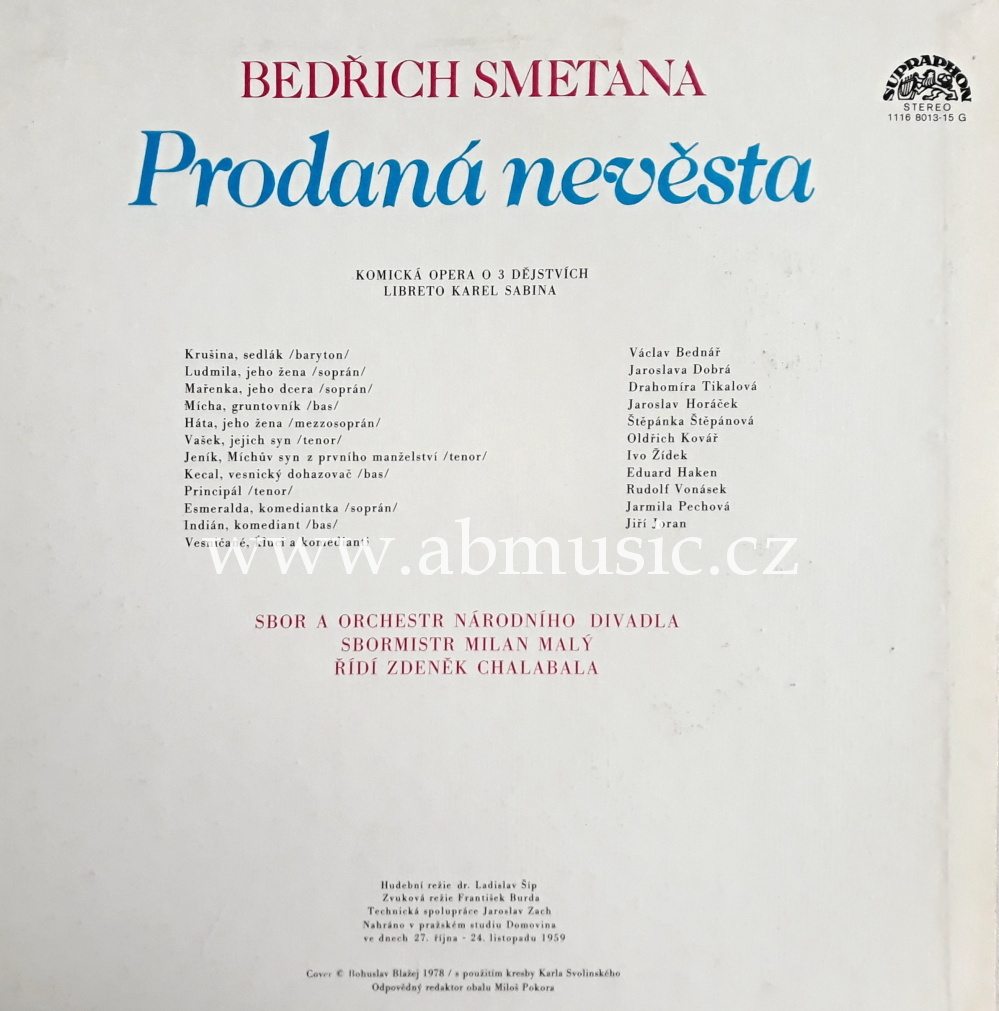 BEDŘICH SMETANA
SUPRAPHON
STEREO
1116 8013-15 G
Prodaná nevěsta
KOMICKÁ OPERA O 3 DĚJSTVÍCH
LIBRETO KAREL SABINA
Krušina, sedlák /baryton/ Václav Bednář
Ludmila, jeho žena /soprán/ Jaroslava Dobrá
Mařenka, jeho dcera /soprán/ Drahomíra Tikalová
Mícha, gruntovník /bas/ Jaroslav Horáček
Háta, jeho žena /mezzosoprán/ Štěpánka Štěpánová
Vašek, jejich syn /tenor/ Oldřich Kovář
Jeník, Míchův syn z prvního manželství /tenor/ Ivo Žídek
Kecal, vesnický dohazovač /bas/ Eduard Haken
Principál /tenor/ Rudolf Vonásek
Esmeralda, komediantka /soprán/ Jarmila Pechová
Indián, komediant /bas/ Jiří Joran
Vesničané, kluci a komedianti
www.abmusic.cz
SBOR A ORCHESTR NÁRODNÍHO DIVADLA
SBORMISTR MILAN MALÝ
ŘÍDÍ ZDENĚK CHALABALA
Hudební režie dr. Ladislav Šíp
Zvuková režie František Burda
Technická spolupráce Jaroslav Zach
Nahráno v pražském studiu Domovina
ve dnech 27. října - 24. listopadu 1959
Cover © Bohuslav Blažej 1978 / s použitím kresby Karla Svolinského
Odpovědný redaktor obalu Miloš Pokora